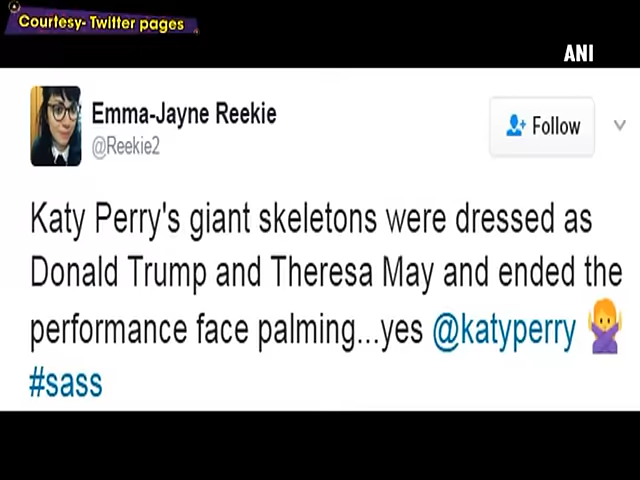 Courtesy- Twitter pages
ANI
Emma-Jayne Reekie
@Reekie2
Follow
Katy Perry's giant skeletons were dressed as
Donald Trump and Theresa May and ended the
performance face palming...yes @katyperry 🙅
#sass